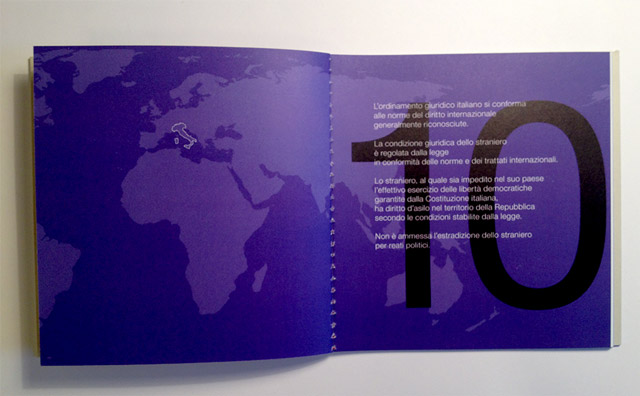 10
L'ordinamento giuridico italiano si conforma
alle norme del diritto internazionale
generalmente riconosciute.
La condizione giuridica dello straniero
è regolata dalla legge
in conformità delle norme e dei trattati internazionali.
Lo straniero, al quale sia impedito nel suo paese
l'effettivo esercizio delle libertà democratiche
garantite dalla Costituzione italiana,
ha diritto d'asilo nel territorio della Repubblica
secondo le condizioni stabilite dalla legge.
Non è ammessa l'estradizione dello straniero
per reati politici.